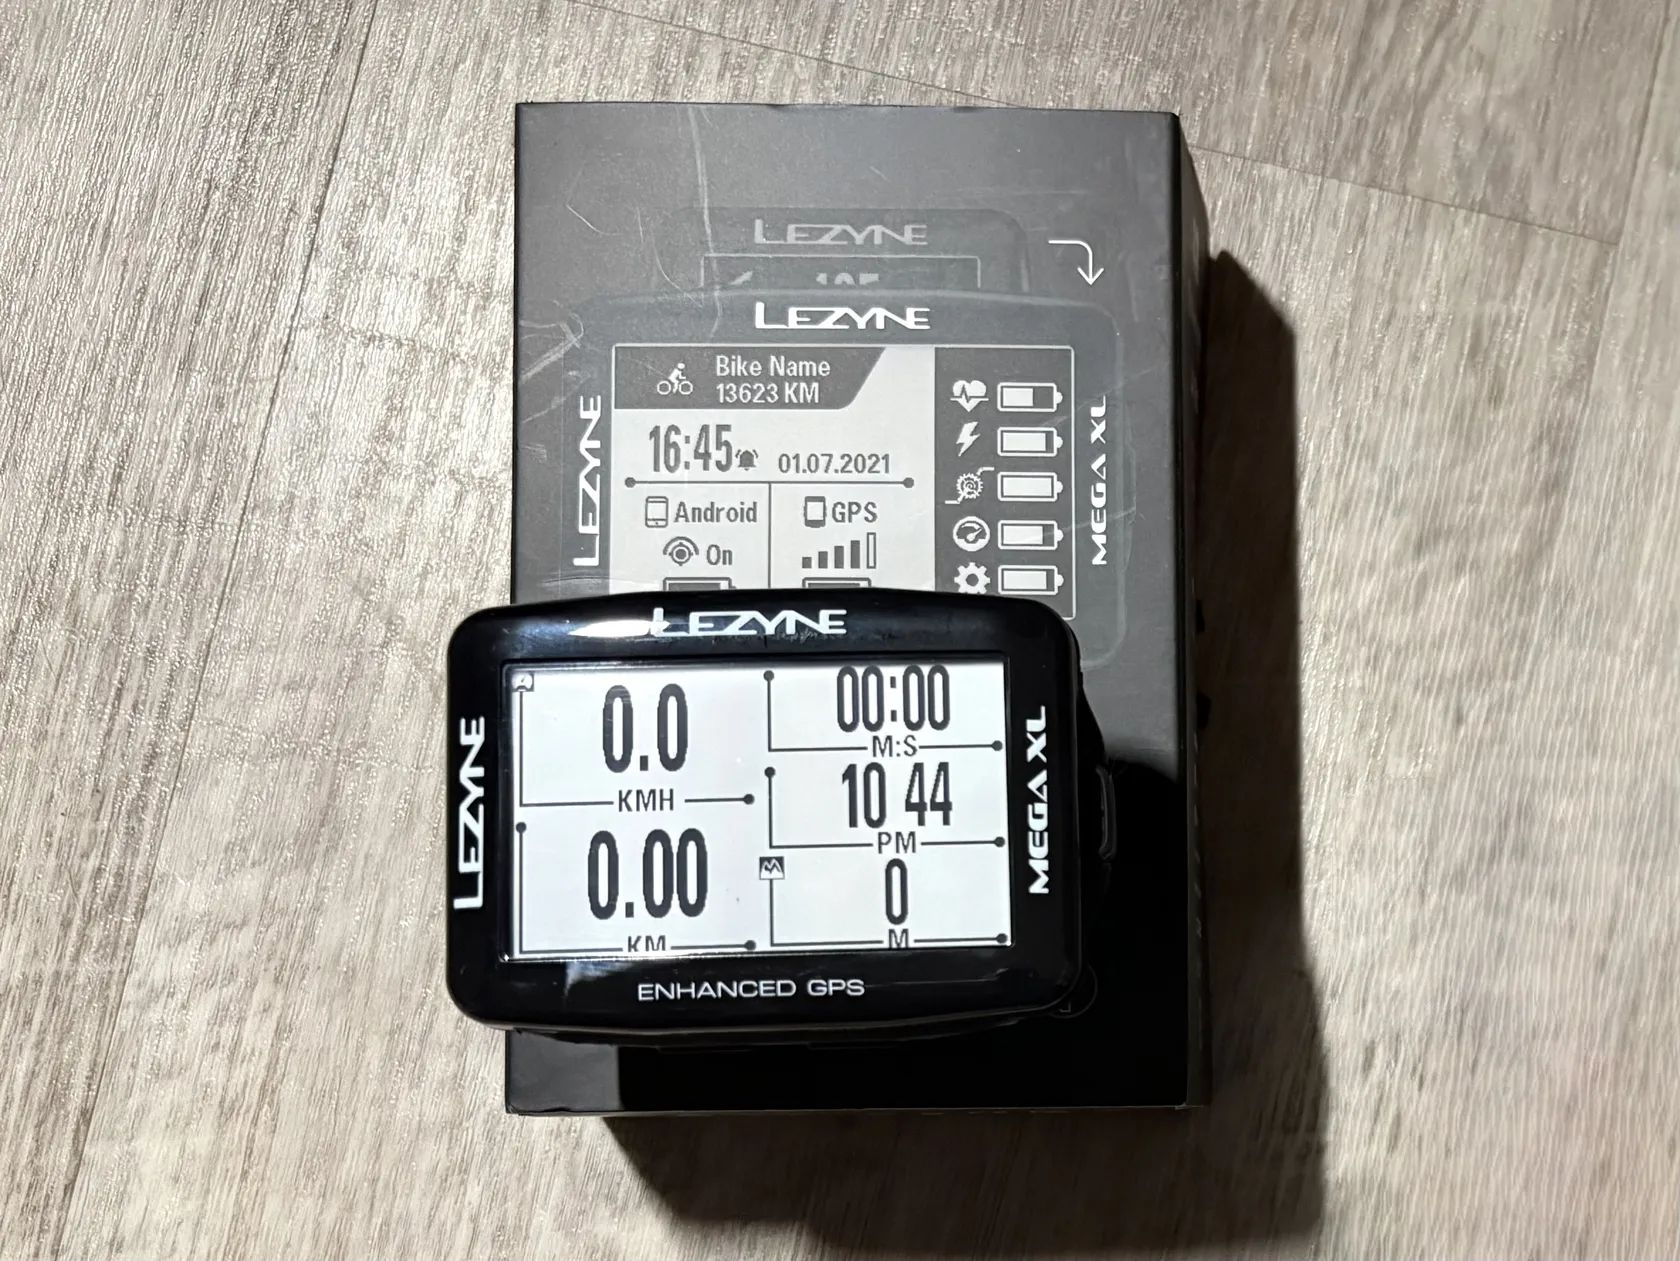 LEZYNE
LEZYNE
LEZYNE
MEGA XL
Bike Name
13623 KM
16:45
01.07.2021
Android
GPS
On
LEZYNE
LEZYNE
MEGA XL
0.0
KMH
0.00
KM
00:00
M:S
10 44
PM
0
M
ENHANCED GPS